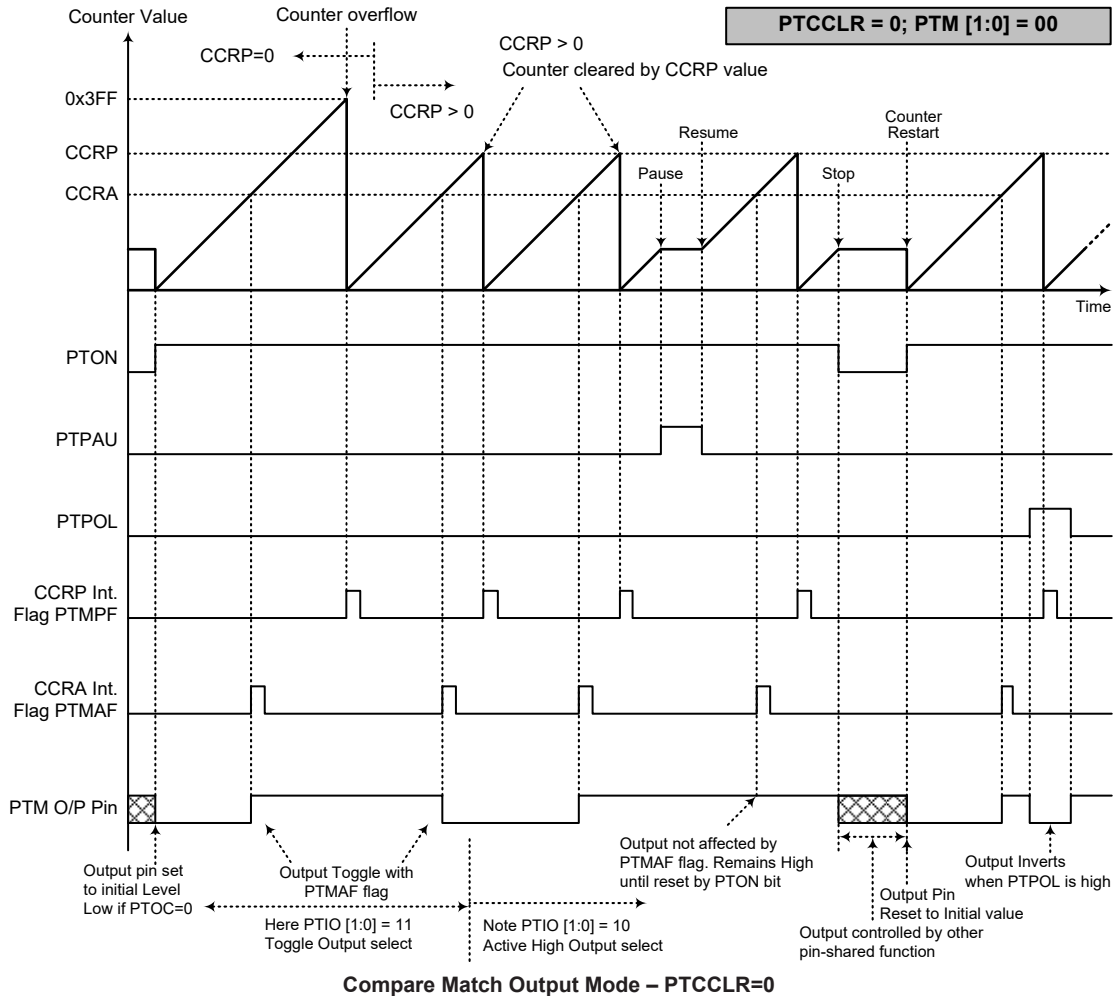 Counter Value
Counter overflow
PTCCLR = 0; PTM [1:0] = 00
CCRP=0
CCRP > 0
CCRP > 0
Counter cleared by CCRP value
0x3FF
CCRP
CCRA
Pause
Resume
Stop
Counter
Restart
Time
PTON
PTPAU
PTPOL
CCRP Int.
Flag PTMPF
CCRA Int.
Flag PTMAF
PTM O/P Pin
Output pin set
to initial Level
Low if PTOC=0
Output Toggle with
PTMAF flag
Here PTIO [1:0] = 11
Toggle Output select
Note PTIO [1:0] = 10
Active High Output select
Output not affected by
PTMAF flag. Remains High
until reset by PTON bit
Output Pin
Reset to Initial value
Output controlled by other
pin-shared function
Output Inverts
when PTPOL is high
Compare Match Output Mode – PTCCLR=0